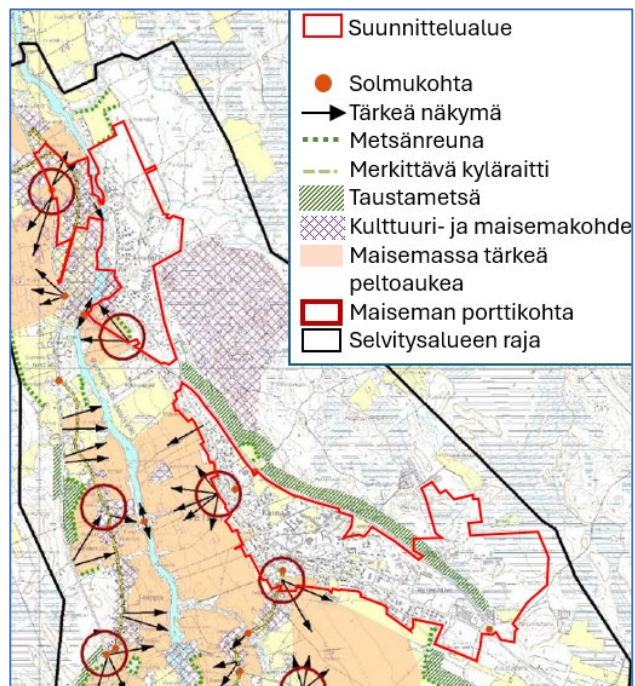 Suunnittelualue
Solmukohta
Tärkeä näkymä
Metsänreuna
Merkittävä kyläraitti
Taustametsä
Kulttuuri- ja maisemakohde
Maisemassa tärkeä
peltoaukea
Maiseman porttikohta
Selvitysalueen raja